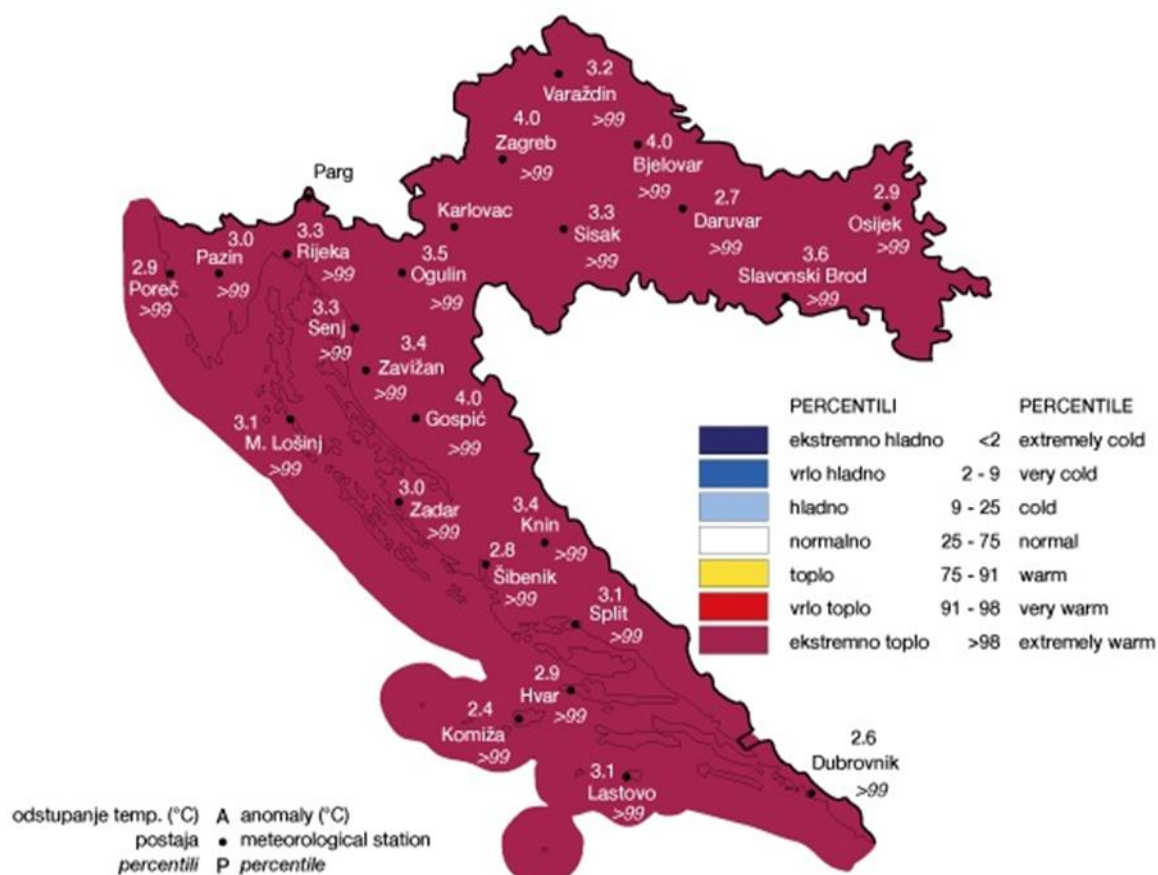 3.2
Varaždin
>99
4.0
Zagreb
>99
4.0
Bjelovar
>99
Parg
2.7
Daruvar
>99
2.9
Osijek
>99
Karlovac
3.3
Sisak
>99
3.6
Slavonski Brod
>99
3.3
Rijeka
>99
3.0
Pazin
>99
2.9
Poreč
>99
3.5
Ogulin
>99
3.3
Senj
>99
3.4
Zavižan
>99
4.0
Gospić
>99
3.1
M. Lošinj
>99
3.0
Zadar
>99
3.4
Knin
>99
2.8
Šibenik
>99
3.1
Split
>99
2.9
Hvar
>99
2.4
Komiža
>99
3.1
Lastovo
>99
2.6
Dubrovnik
>99
PERCENTILI PERCENTILE
ekstremno hladno <2 extremely cold
vrlo hladno 2 - 9 very cold
hladno 9 - 25 cold
normalno 25 - 75 normal
toplo 75 - 91 warm
vrlo toplo 91 - 98 very warm
ekstremno toplo >98 extremely warm
odstupanje temp. (°C) A anomaly (°C)
postaja • meteorological station
percentili P percentile